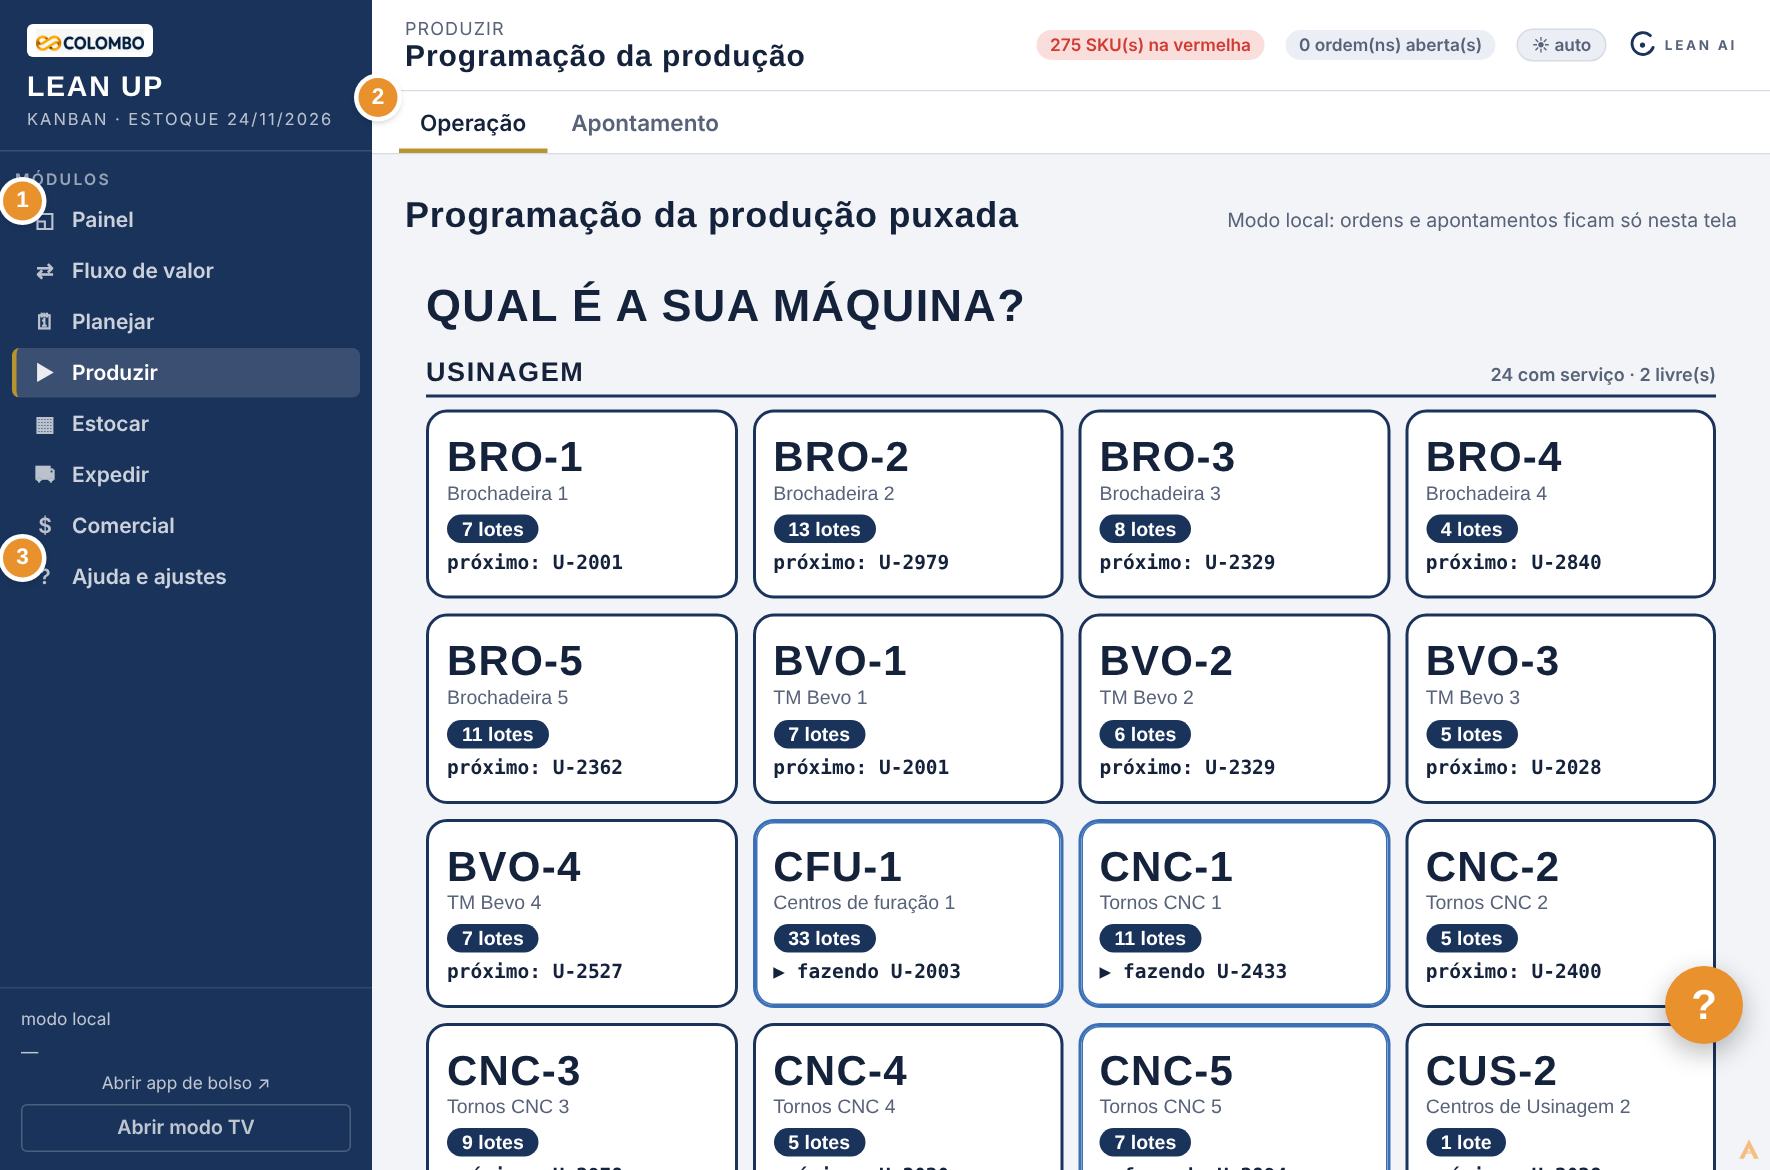 COLOMBO
LEAN UP
KANBAN · ESTOQUE 24/11/2026
MÓDULOS
1
Painel
⇄ Fluxo de valor
Planejar
▶ Produzir
▦ Estocar
Expedir
$ Comercial
3
? Ajuda e ajustes
modo local
—
Abrir app de bolso ↗
Abrir modo TV
PRODUZIR
Programação da produção
275 SKU(s) na vermelha
0 ordem(ns) aberta(s)
☀ auto
LEAN AI
2
Operação Apontamento
Programação da produção puxada
Modo local: ordens e apontamentos ficam só nesta tela
QUAL É A SUA MÁQUINA?
USINAGEM
24 com serviço · 2 livre(s)
BRO-1
Brochadeira 1
7 lotes
próximo: U-2001
BRO-2
Brochadeira 2
13 lotes
próximo: U-2979
BRO-3
Brochadeira 3
8 lotes
próximo: U-2329
BRO-4
Brochadeira 4
4 lotes
próximo: U-2840
BRO-5
Brochadeira 5
11 lotes
próximo: U-2362
BVO-1
TM Bevo 1
7 lotes
próximo: U-2001
BVO-2
TM Bevo 2
6 lotes
próximo: U-2329
BVO-3
TM Bevo 3
5 lotes
próximo: U-2028
BVO-4
TM Bevo 4
7 lotes
próximo: U-2527
CFU-1
Centros de furação 1
33 lotes
▶ fazendo U-2003
CNC-1
Tornos CNC 1
11 lotes
▶ fazendo U-2433
CNC-2
Tornos CNC 2
5 lotes
próximo: U-2400
CNC-3
Tornos CNC 3
9 lotes
CNC-4
Tornos CNC 4
5 lotes
CNC-5
Tornos CNC 5
7 lotes
CUS-2
Centros de Usinagem 2
1 lote
?